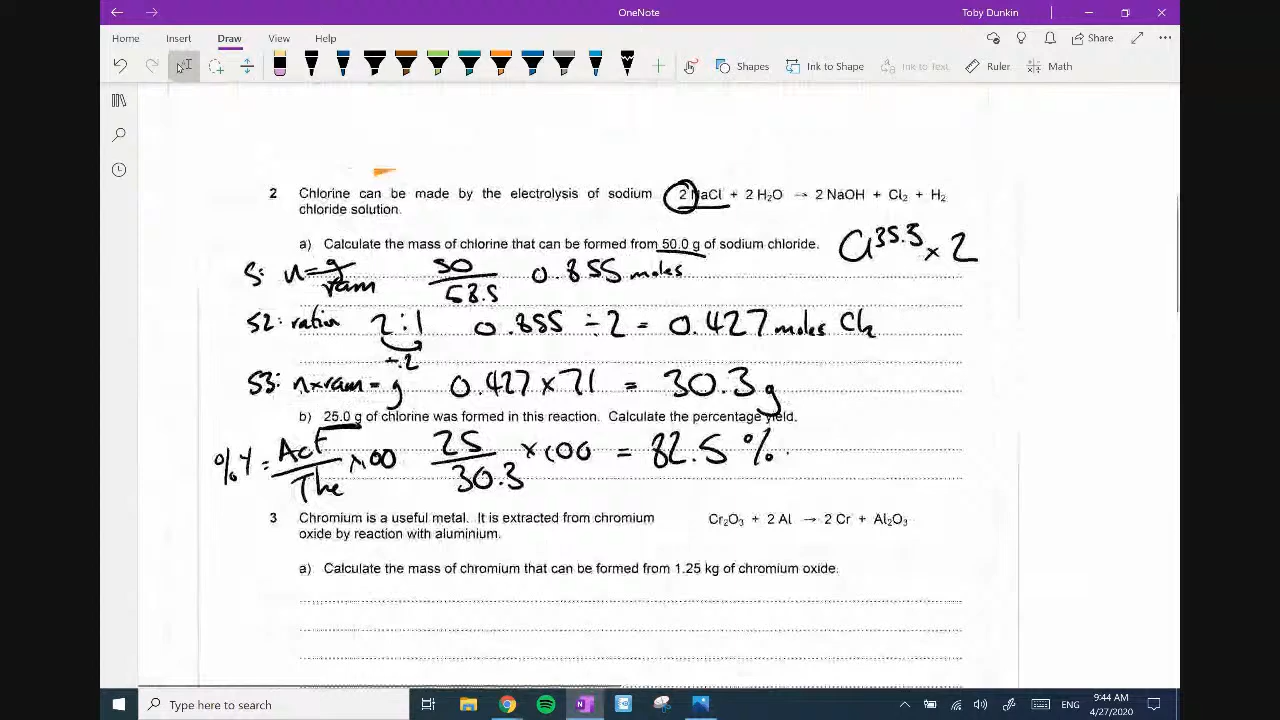 OneNote
Toby Dunkin
Home Insert Draw View Help
Share
Shapes Ink to Shape Ink to Text Ruler Math
2 Chlorine can be made by the electrolysis of sodium chloride solution.
2 NaCl + 2 H₂O → 2 NaOH + Cl₂ + H₂
a) Calculate the mass of chlorine that can be formed from 50.0 g of sodium chloride.
Cl 35.5 × 2
S: n = g/ram 50/58.5 0.855 moles
S2: ratio 2:1 0.855 ÷ 2 = 0.427 moles Cl₂
÷2
S3: n×ram = g 0.427 × 71 = 30.3g
b) 25.0 g of chlorine was formed in this reaction. Calculate the percentage yield.
%Y = Act/The ×100 25/30.3 ×100 = 82.5 %.
3 Chromium is a useful metal. It is extracted from chromium oxide by reaction with aluminium.
Cr₂O₃ + 2 Al → 2 Cr + Al₂O₃
a) Calculate the mass of chromium that can be formed from 1.25 kg of chromium oxide.
Type here to search
ENG
9:44 AM
4/27/2020